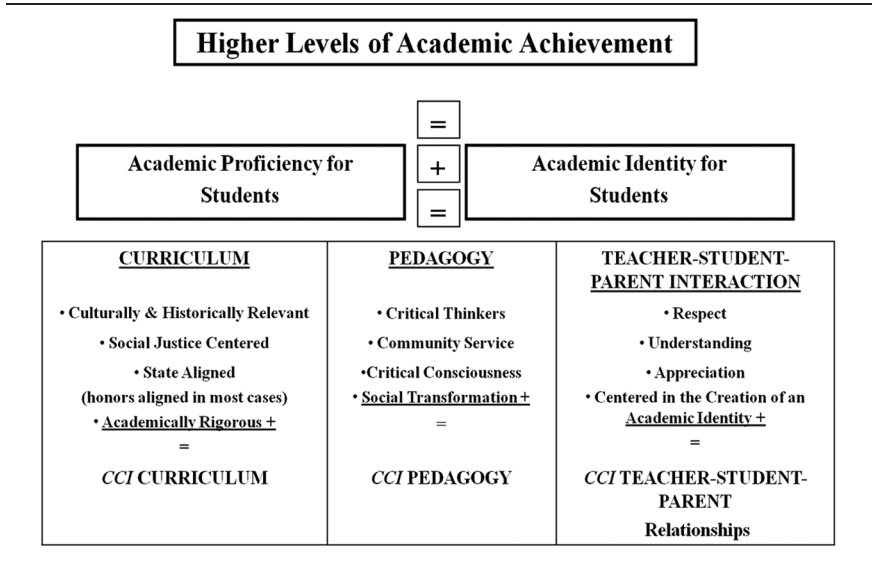 Higher Levels of Academic Achievement
=
Academic Proficiency for
Students
+
Academic Identity for
Students
=
CURRICULUM
• Culturally & Historically Relevant
• Social Justice Centered
• State Aligned
(honors aligned in most cases)
• Academically Rigorous +
=
CCI CURRICULUM
PEDAGOGY
• Critical Thinkers
• Community Service
•Critical Consciousness
• Social Transformation +
=
CCI PEDAGOGY
TEACHER-STUDENT-
PARENT INTERACTION
• Respect
• Understanding
• Appreciation
• Centered in the Creation of an
Academic Identity +
=
CCI TEACHER-STUDENT-
PARENT
Relationships